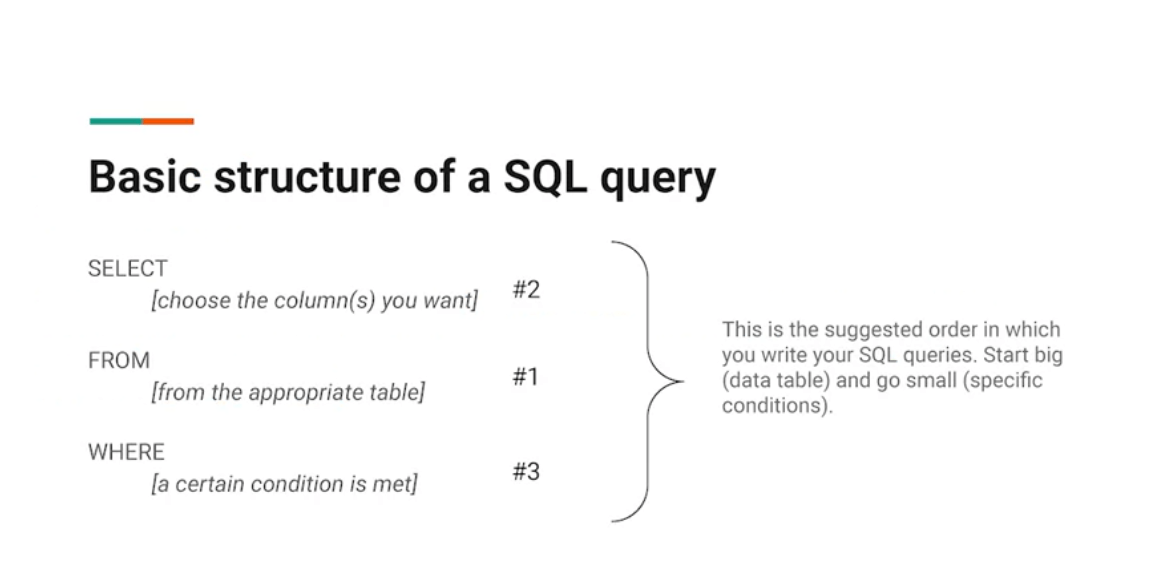 Basic structure of a SQL query
SELECT
[choose the column(s) you want]
#2
FROM
[from the appropriate table]
#1
WHERE
[a certain condition is met]
#3
This is the suggested order in which
you write your SQL queries. Start big
(data table) and go small (specific
conditions).